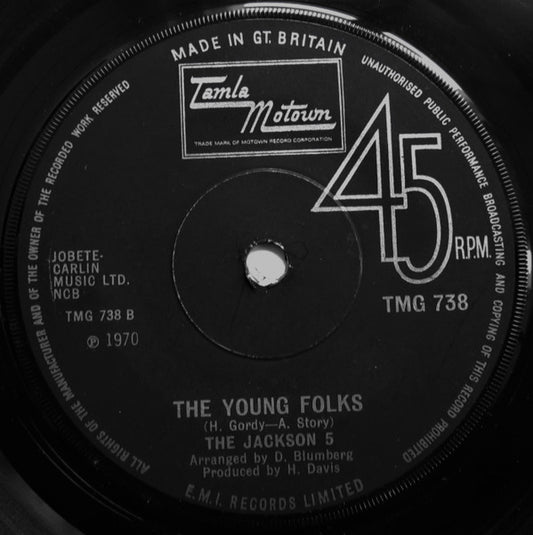 MADE IN GT. BRITAIN
UNAUTHORISED PUBLIC PERFORMANCE BROADCASTING AND COPYING OF THIS RECORD PROHIBITED
ALL RIGHTS OF THE MANUFACTURER AND OF THE OWNER OF THE RECORDED WORK RESERVED
Tamla
Motown
TRADE MARK OF MOTOWN RECORD CORPORATION
45
R.P.M.
JOBETE-
CARLIN
MUSIC LTD.
NCB
TMG 738 B
℗ 1970
TMG 738
THE YOUNG FOLKS
(H. Gordy—A. Story)
THE JACKSON 5
Arranged by D. Blumberg
Produced by H. Davis
E.M.I. RECORDS LIMITED